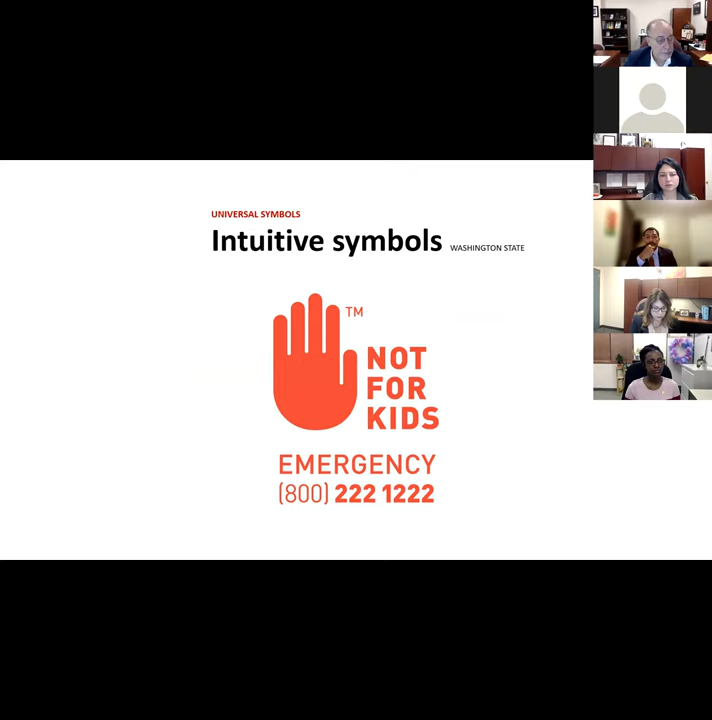 UNIVERSAL SYMBOLS
Intuitive symbols WASHINGTON STATE
TM
NOT
FOR
KIDS
EMERGENCY
(800) 222 1222